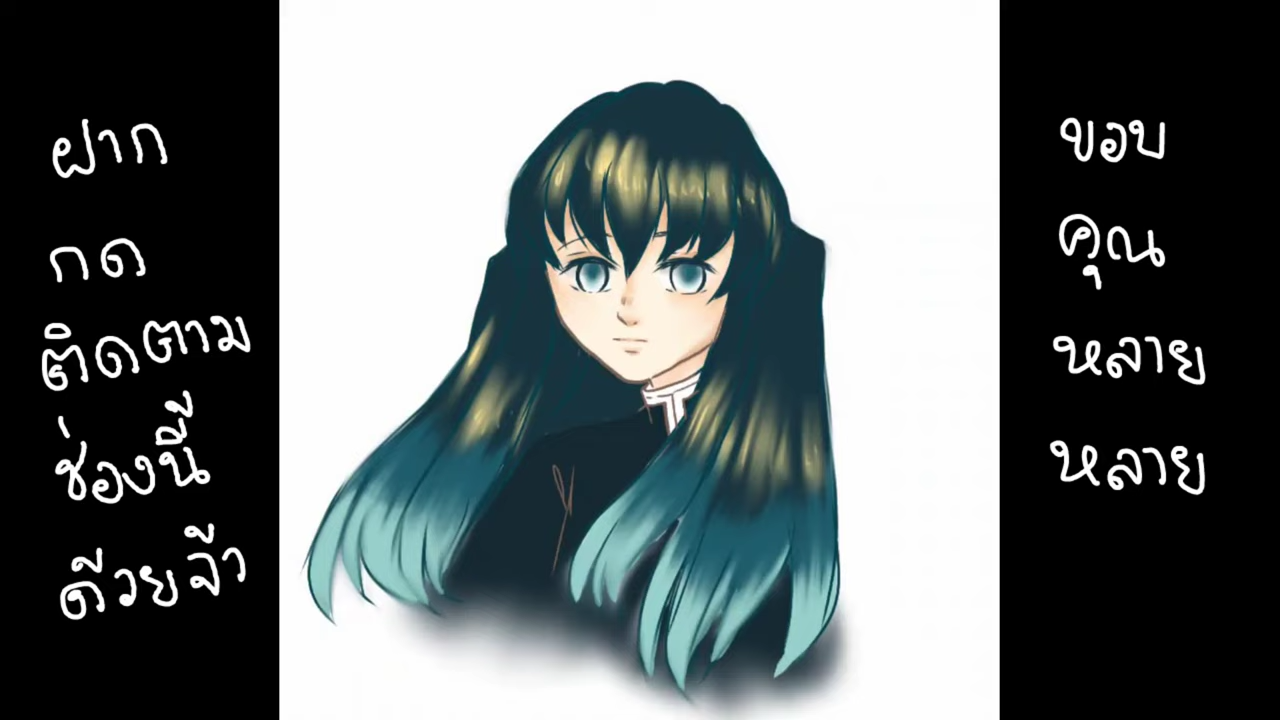 ฝาก
กด
ติดตาม
ช่องนี้
ด้วยจ้า
ขอบ
คุณ
หลาย
หลาย